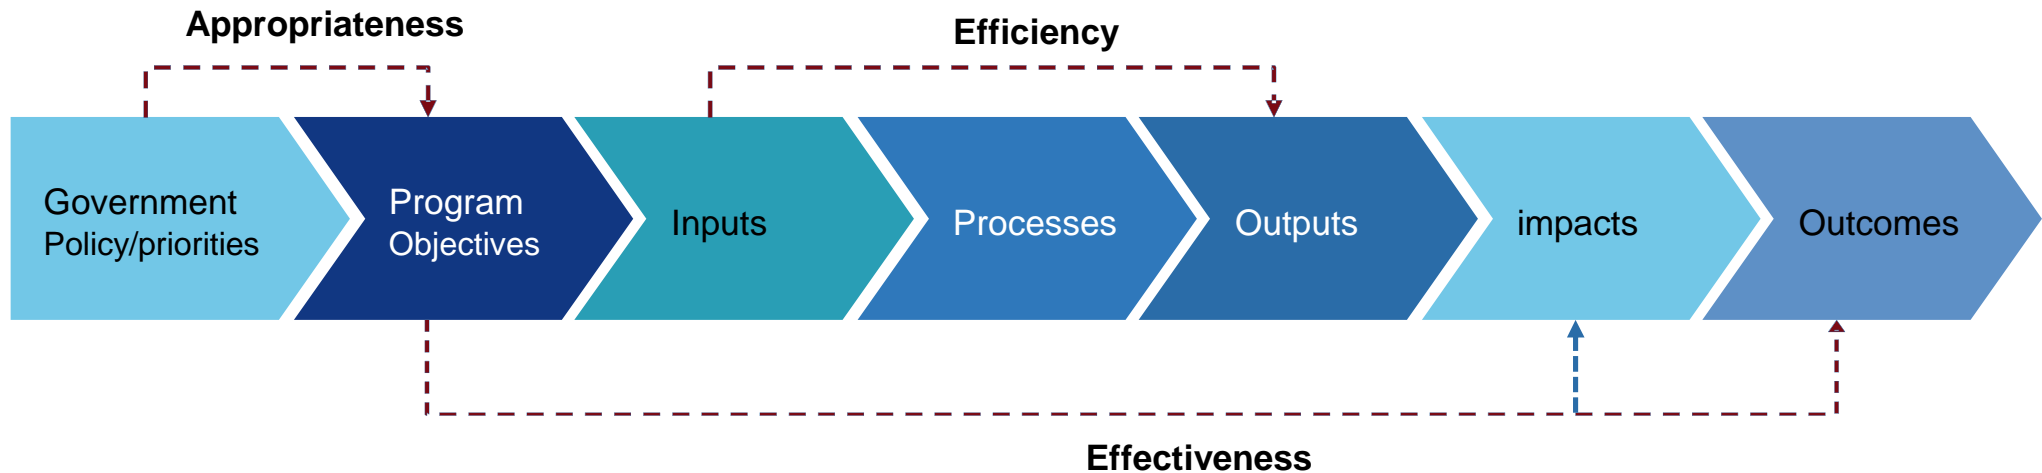 Appropriateness
Efficiency
Government
Policy/priorities
Program
Objectives
Inputs
Processes
Outputs
impacts
Outcomes
Effectiveness